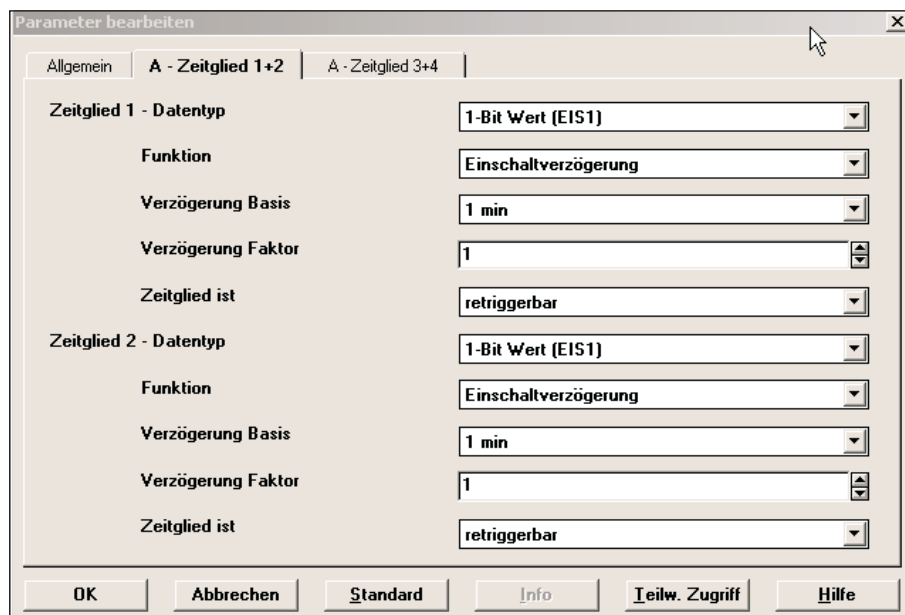 Parameter bearbeiten
Allgemein A - Zeitglied 1+2 A - Zeitglied 3+4
Zeitglied 1 - Datentyp 1-Bit Wert (EIS1)
Funktion Einschaltverzögerung
Verzögerung Basis 1 min
Verzögerung Faktor 1
Zeitglied ist retriggerbar
Zeitglied 2 - Datentyp 1-Bit Wert (EIS1)
Funktion Einschaltverzögerung
Verzögerung Basis 1 min
Verzögerung Faktor 1
Zeitglied ist retriggerbar
OK Abbrechen Standard Info Teilw. Zugriff Hilfe